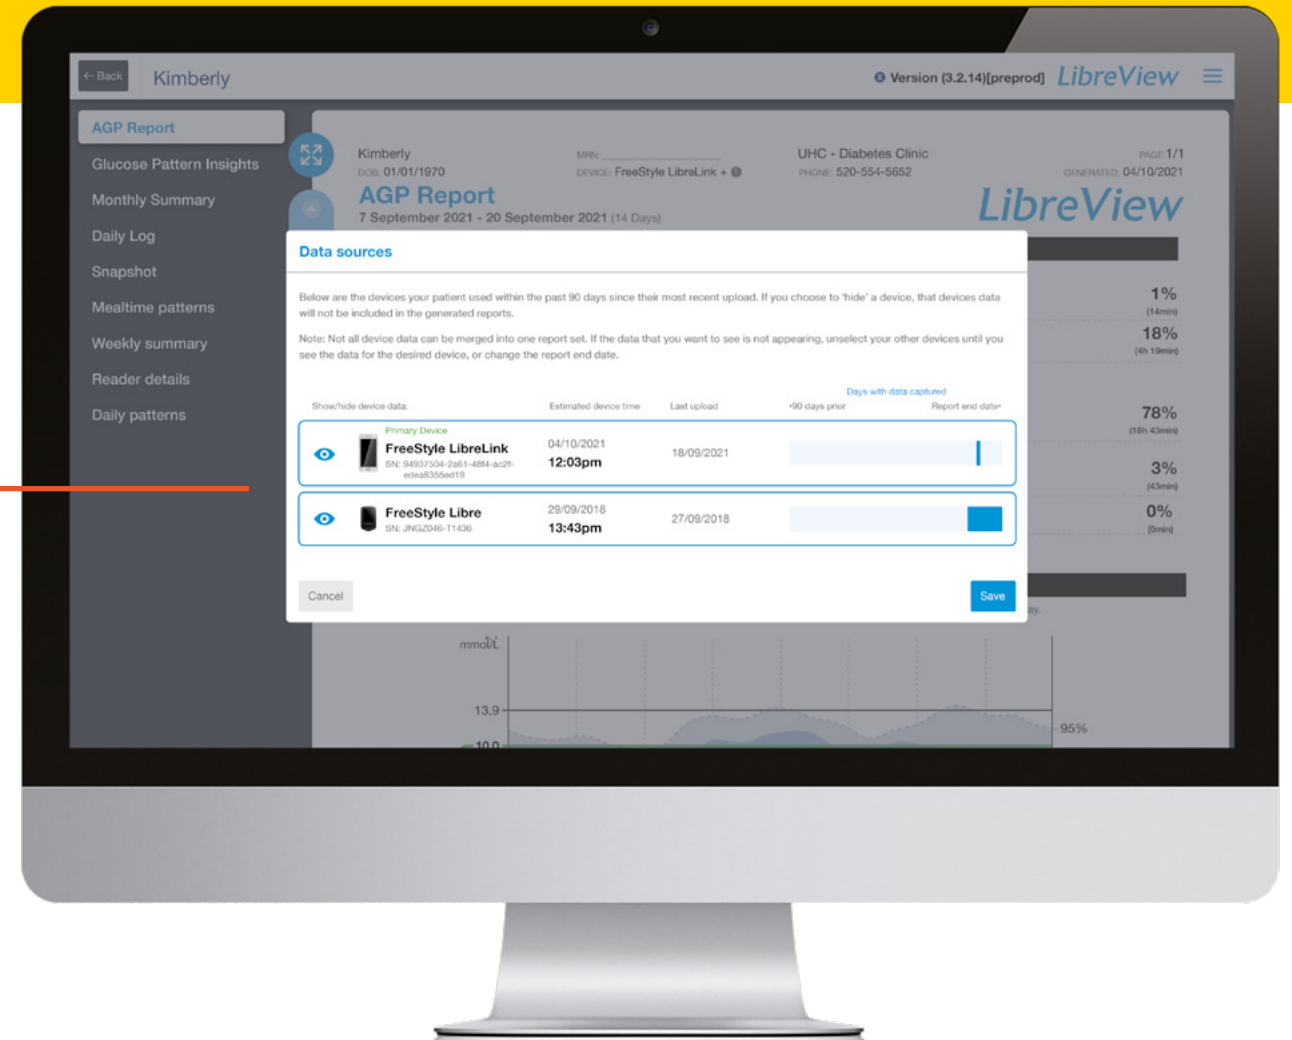 ← Back
Kimberly
Version (3.2.14)[preprod]
LibreView
AGP Report
Glucose Pattern Insights
Monthly Summary
Daily Log
Snapshot
Mealtime patterns
Weekly summary
Reader details
Daily patterns
Kimberly
MRN:
UHC - Diabetes Clinic
PAGE: 1/1
DOB: 01/01/1970
DEVICE: FreeStyle LibreLink +
PHONE: 520-554-5652
GENERATED: 04/10/2021
AGP Report
LibreView
7 September 2021 - 20 September 2021 (14 Days)
Data sources
Below are the devices your patient used within the past 90 days since their most recent upload. If you choose to 'hide' a device, that devices data
will not be included in the generated reports.
Note: Not all device data can be merged into one report set. If the data that you want to see is not appearing, unselect your other devices until you
see the data for the desired device, or change the report end date.
Days with data captured
Show/hide device data:
Estimated device time
Last upload
•90 days prior
Report end date•
Primary Device
FreeStyle LibreLink
SN: 94937504-2a61-48f4-ac2f-
edea8355ed19
04/10/2021
12:03pm
18/09/2021
FreeStyle Libre
SN: JNGZ046-T1436
29/09/2018
13:43pm
27/09/2018
Cancel
Save
1%
(14min)
18%
(4h 19min)
78%
(18h 43min)
3%
(43min)
0%
(0min)
ay.
mmol/L
13.9
95%
10.0